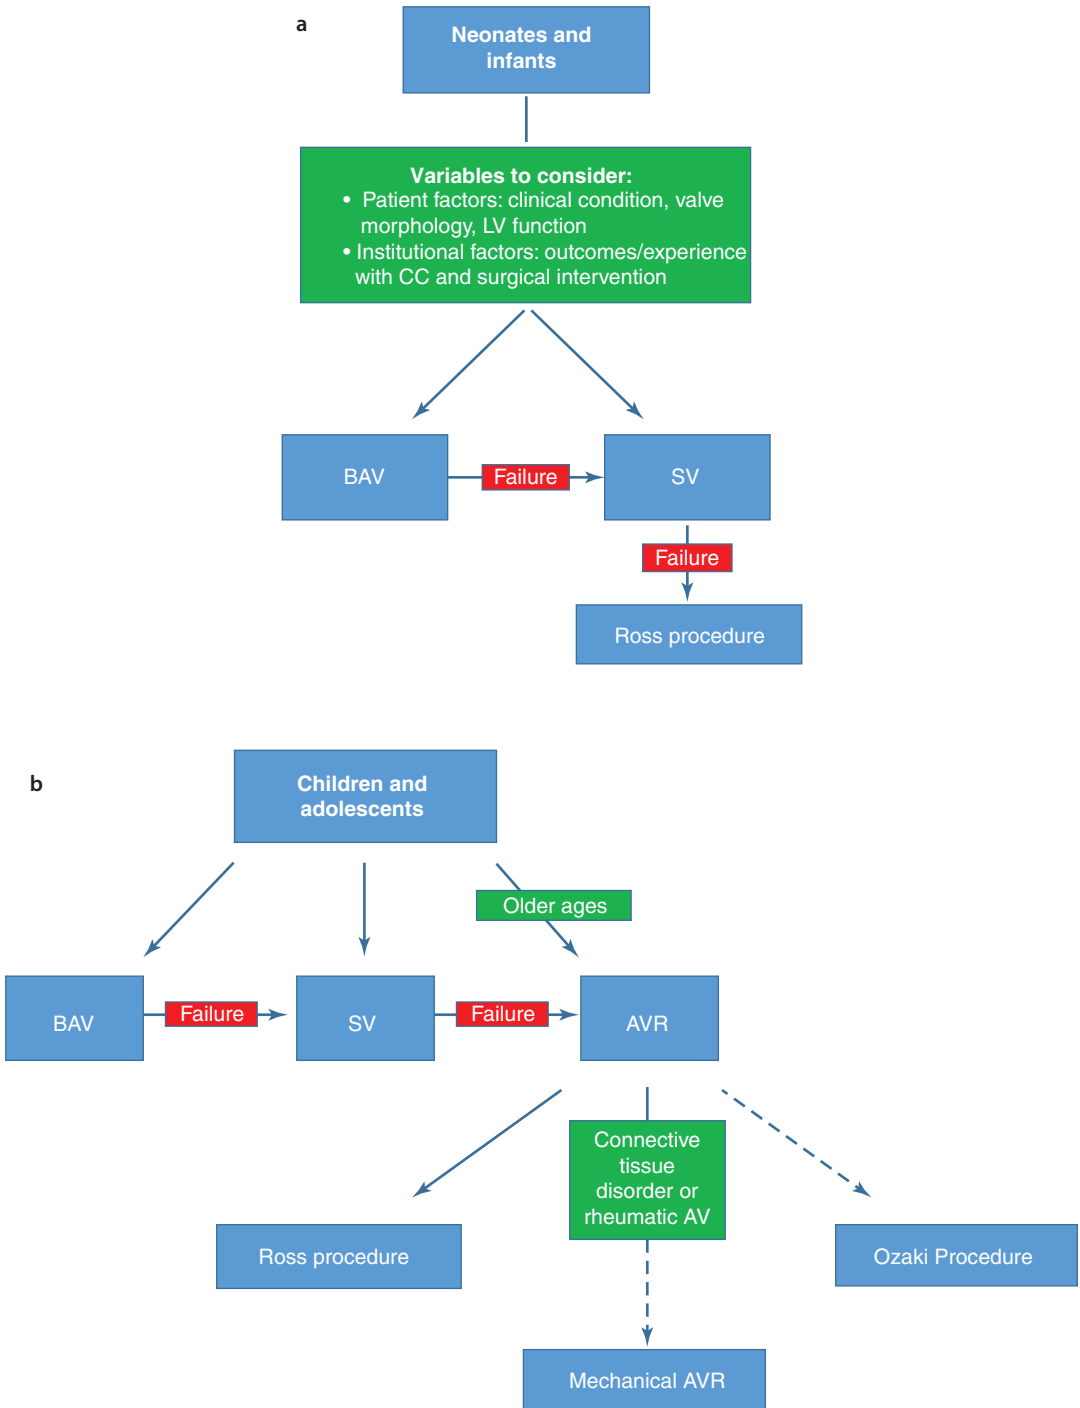 a
Neonates and
infants
Variables to consider:
• Patient factors: clinical condition, valve
morphology, LV function
• Institutional factors: outcomes/experience
with CC and surgical intervention
BAV
Failure
SV
Failure
Ross procedure
b
Children and
adolescents
Older ages
BAV
Failure
SV
Failure
AVR
Connective
tissue
disorder or
rheumatic AV
Ross procedure
Ozaki Procedure
Mechanical AVR